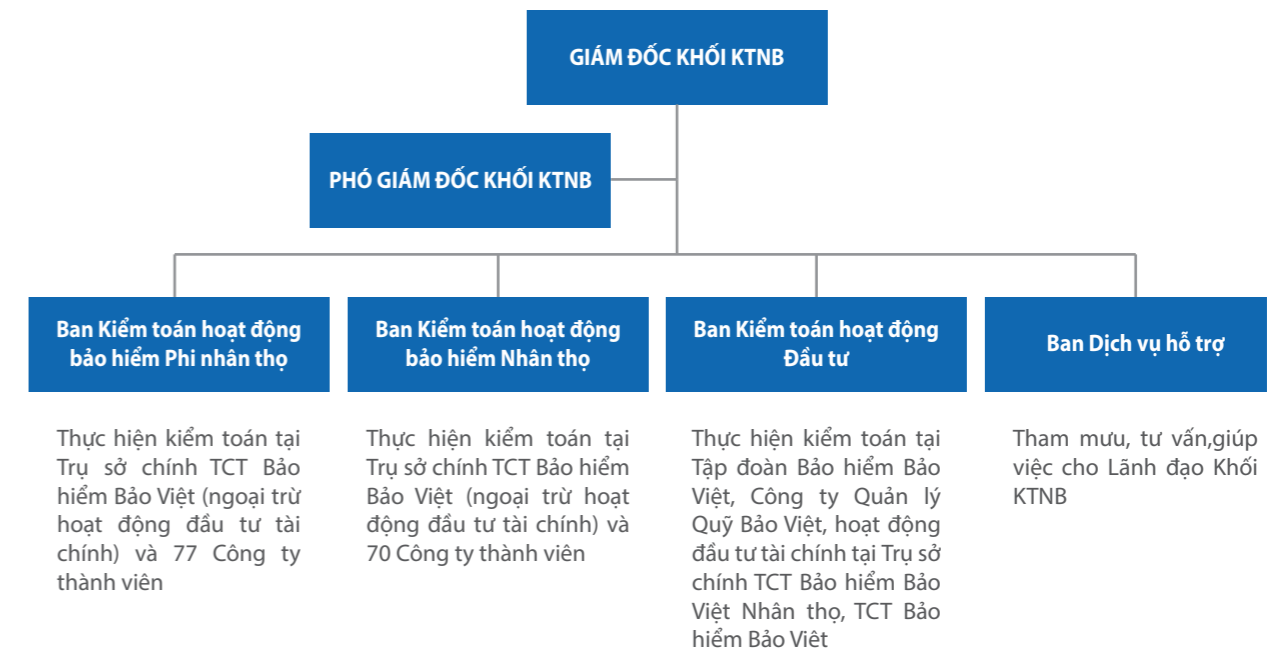 GIÁM ĐỐC KHỐI KTNB
PHÓ GIÁM ĐỐC KHỐI KTNB
Ban Kiểm toán hoạt động
bảo hiểm Phi nhân thọ
Thực hiện kiểm toán tại
Trụ sở chính TCT Bảo
hiểm Bảo Việt (ngoại trừ
hoạt động đầu tư tài
chính) và 77 Công ty
thành viên
Ban Kiểm toán hoạt động
bảo hiểm Nhân thọ
Thực hiện kiểm toán tại
Trụ sở chính TCT Bảo hiểm
Bảo Việt (ngoại trừ hoạt
động đầu tư tài chính) và
70 Công ty thành viên
Ban Kiểm toán hoạt động
Đầu tư
Thực hiện kiểm toán tại
Tập đoàn Bảo hiểm Bảo
Việt, Công ty Quản lý
Quỹ Bảo Việt, hoạt động
đầu tư tài chính tại Trụ sở
chính TCT Bảo hiểm Bảo
Việt Nhân thọ, TCT Bảo
hiểm Bảo Việt
Ban Dịch vụ hỗ trợ
Tham mưu, tư vấn,giúp
việc cho Lãnh đạo Khối
KTNB